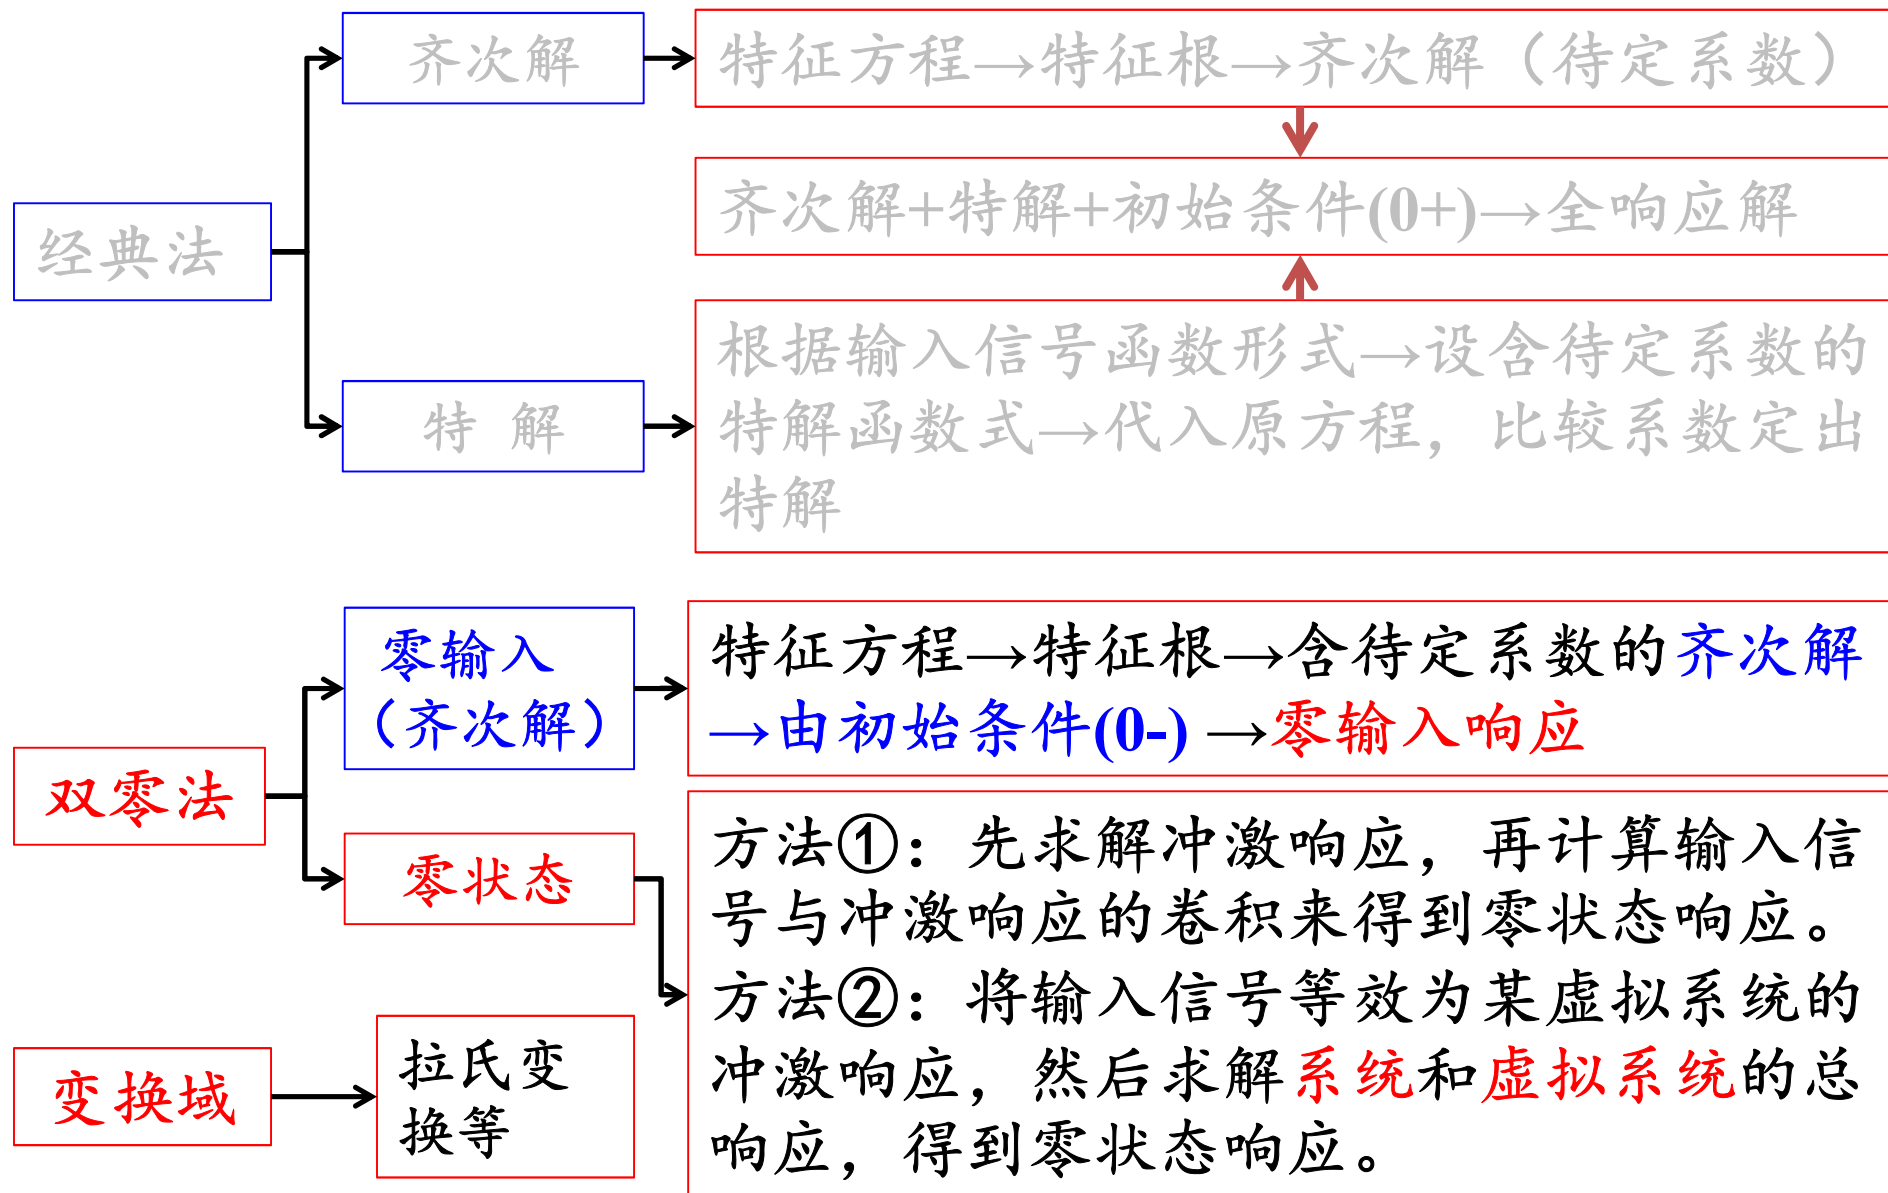 齐次解
特征方程→特征根→齐次解（待定系数）
齐次解+特解+初始条件(0+)→全响应解
经典法
根据输入信号函数形式→设含待定系数的
特解函数式→代入原方程，比较系数定出
特解
特 解
零输入
（齐次解）
特征方程→特征根→含待定系数的齐次解
→由初始条件(0-) →零输入响应
双零法
零状态
方法①：先求解冲激响应，再计算输入信
号与冲激响应的卷积来得到零状态响应。
方法②：将输入信号等效为某虚拟系统的
冲激响应，然后求解系统和虚拟系统的总
响应，得到零状态响应。
变换域
拉氏变
换等